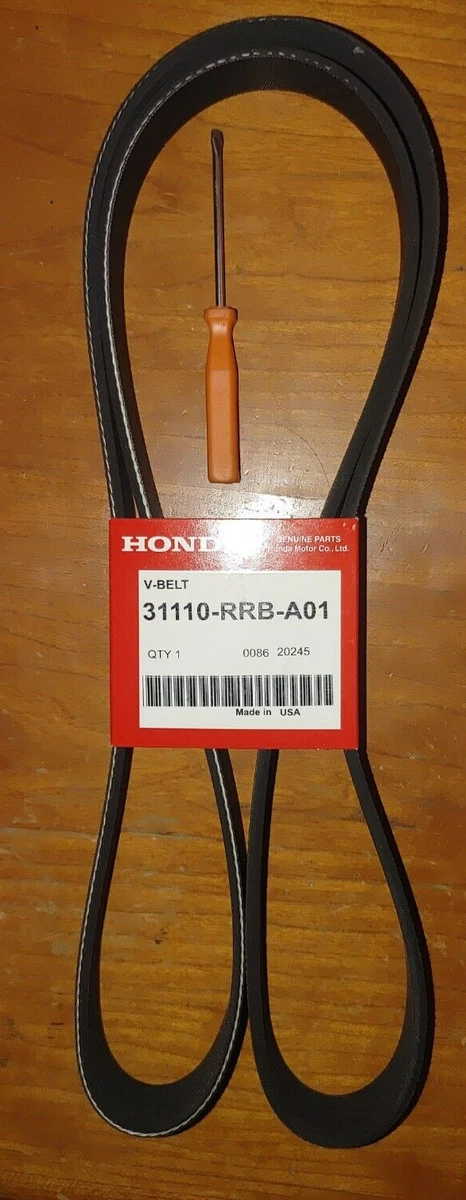 HONDA GENUINE PARTS
Honda Motor Co., Ltd.
V-BELT
31110-RRB-A01
QTY 1 0086 20245
Made in USA